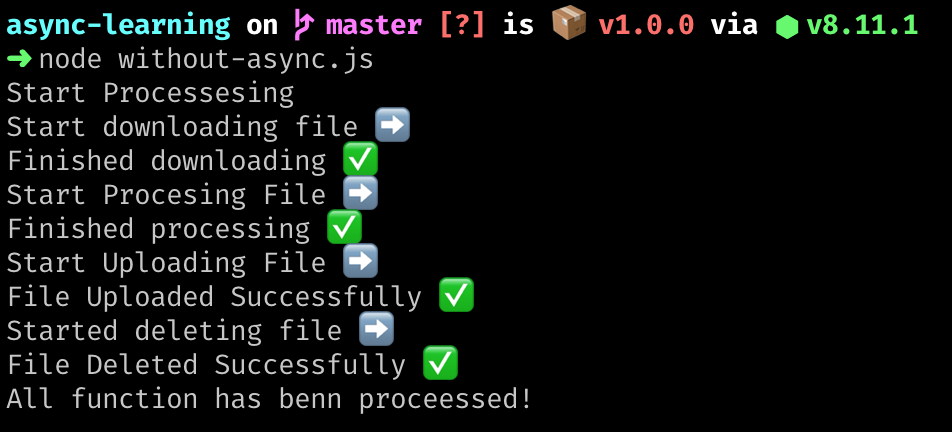 async-learning on master [?] is 📦 v1.0.0 via ⬢ v8.11.1
➜ node without-async.js
Start Processesing
Start downloading file ➡️
Finished downloading ✅
Start Procesing File ➡️
Finished processing ✅
Start Uploading File ➡️
File Uploaded Successfully ✅
Started deleting file ➡️
File Deleted Successfully ✅
All function has benn proceessed!